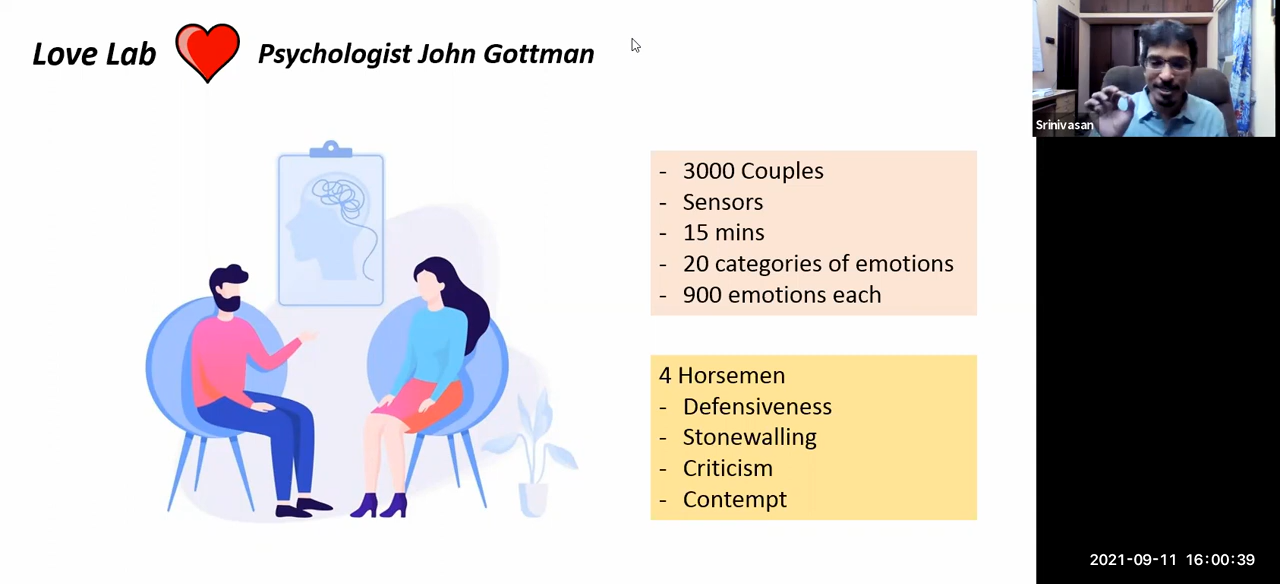 Love Lab Psychologist John Gottman
Srinivasan
- 3000 Couples
- Sensors
- 15 mins
- 20 categories of emotions
- 900 emotions each
4 Horsemen
- Defensiveness
- Stonewalling
- Criticism
- Contempt
2021-09-11 16:00:39